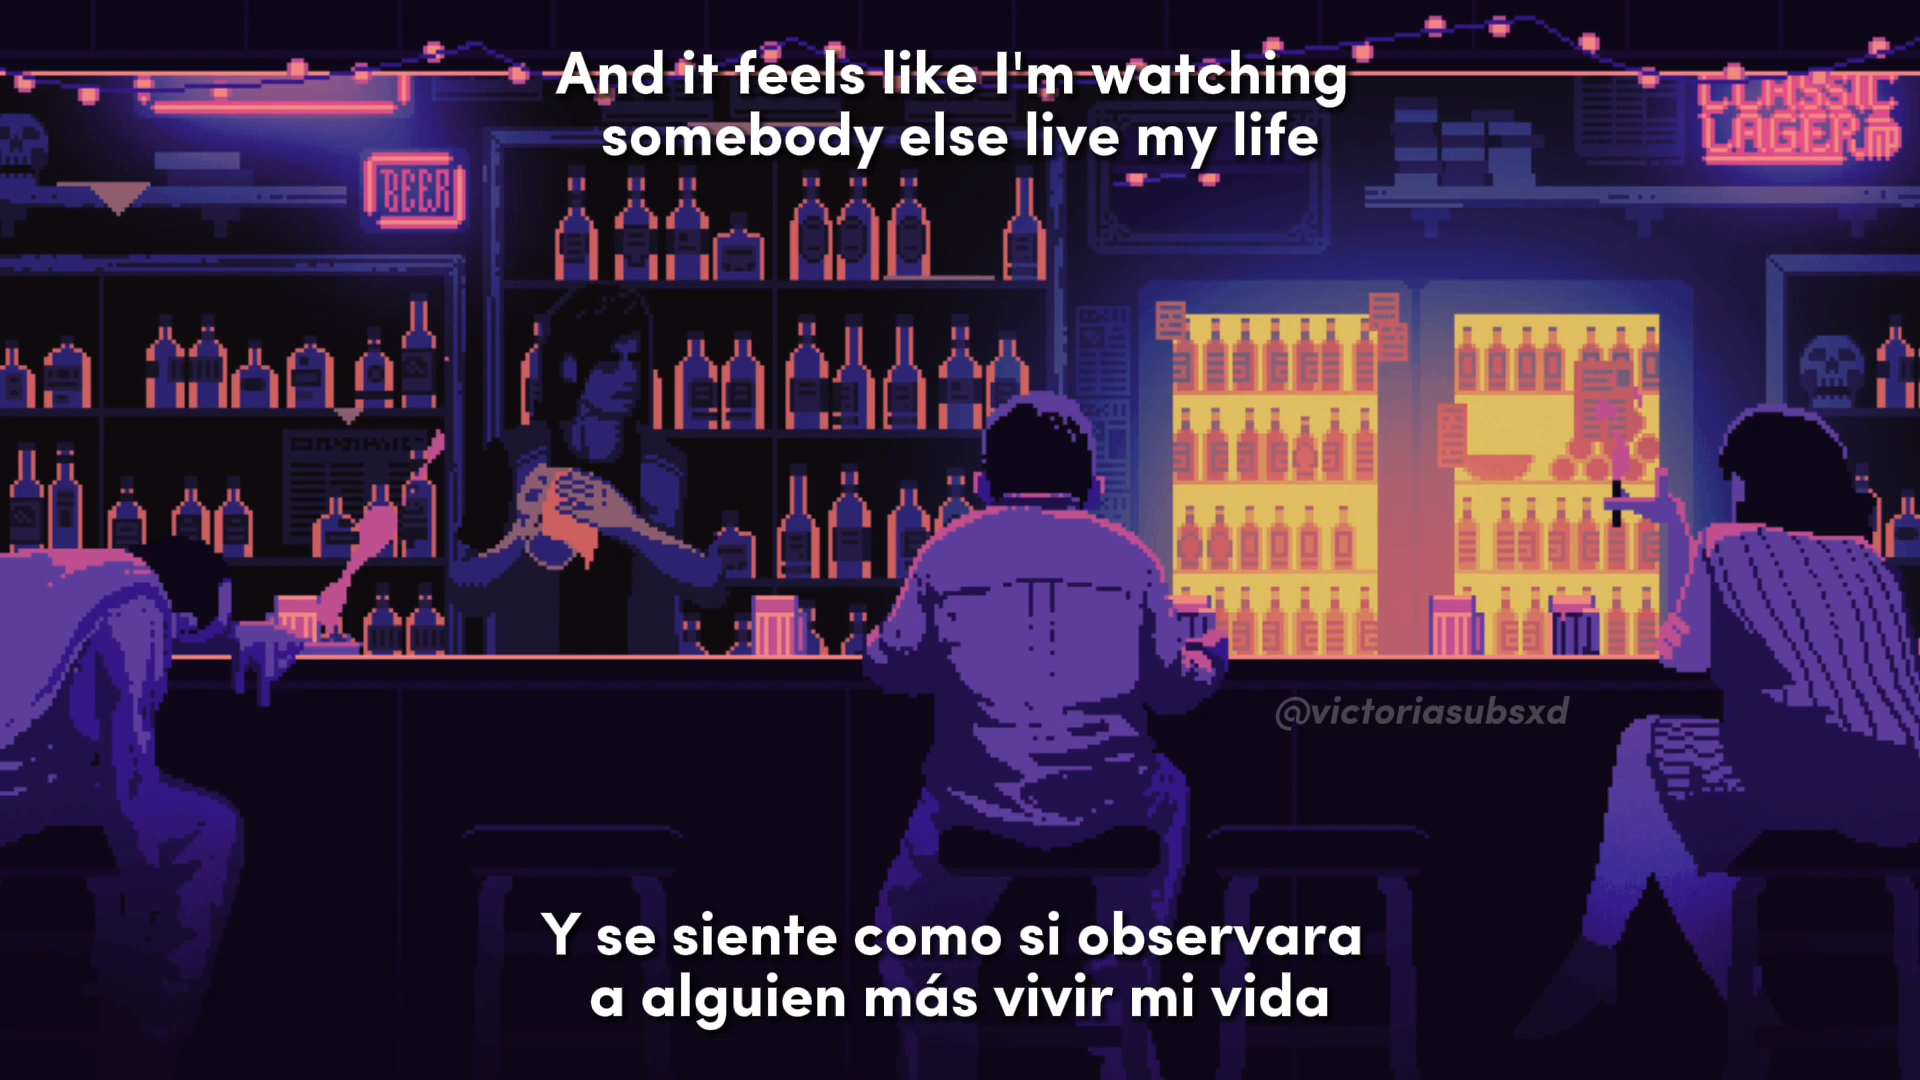 And it feels like I'm watching
somebody else live my life
CLASSIC
LAGER
BEER
@victoriasubsxd
Y se siente como si observara
a alguien más vivir mi vida